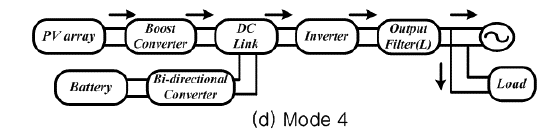 PV array
Boost
Converter
DC
Link
Inverter
Output
Filter(L)
Battery
Bi-directional
Converter
Load
(d) Mode 4